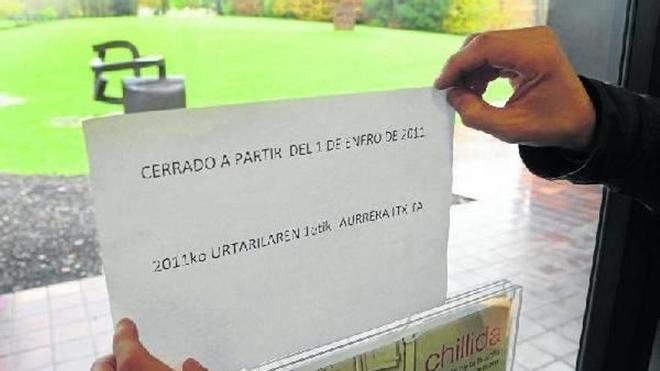 CERRADO A PARTIR DEL 1 DE ENERO DE 2011
2011ko URTARILAREN 1etik AURRERA ITXITA
chillida